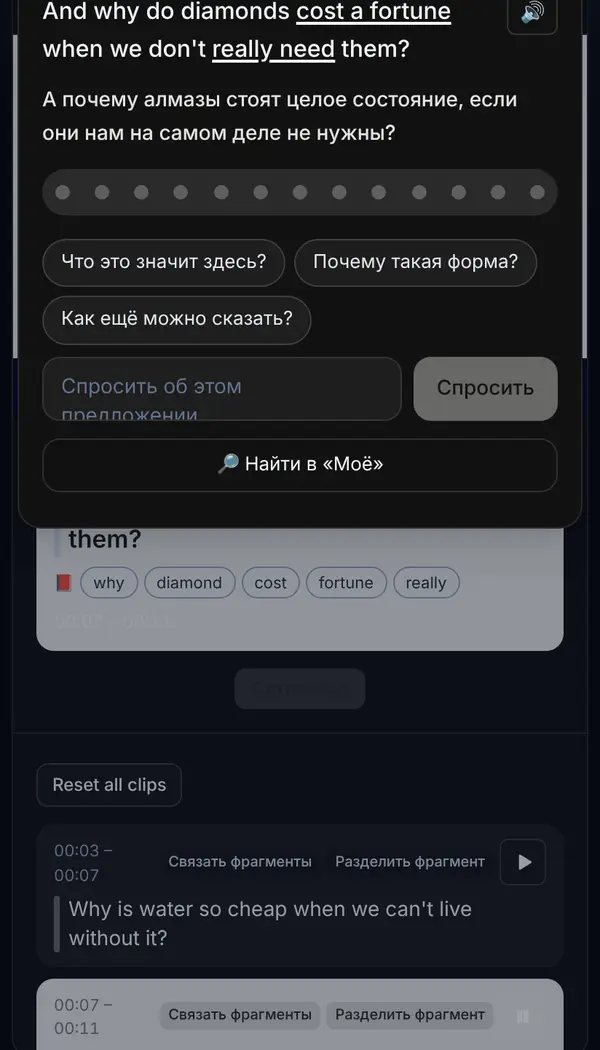 And why do diamonds cost a fortune
when we don't really need them?
А почему алмазы стоят целое состояние, если
они нам на самом деле не нужны?
Что это значит здесь?
Почему такая форма?
Как ещё можно сказать?
Спросить об этом
предложении
Спросить
Найти в «Моё»
them?
why
diamond
cost
fortune
really
Reset all clips
00:03 –
00:07
Связать фрагменты
Разделить фрагмент
Why is water so cheap when we can't live
without it?
00:07 –
00:11
Связать фрагменты
Разделить фрагмент